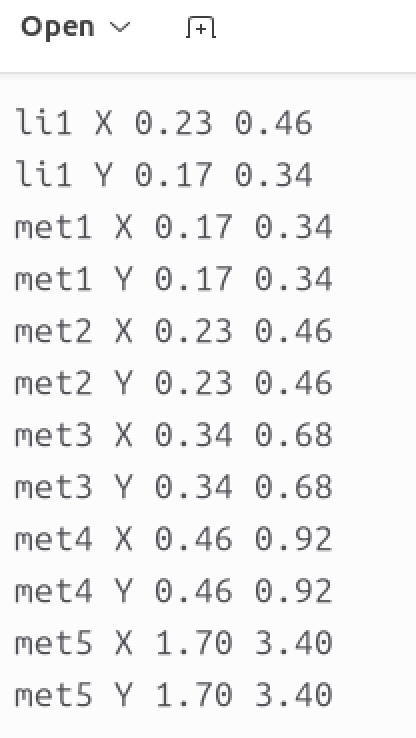 Open
li1 X 0.23 0.46
li1 Y 0.17 0.34
met1 X 0.17 0.34
met1 Y 0.17 0.34
met2 X 0.23 0.46
met2 Y 0.23 0.46
met3 X 0.34 0.68
met3 Y 0.34 0.68
met4 X 0.46 0.92
met4 Y 0.46 0.92
met5 X 1.70 3.40
met5 Y 1.70 3.40